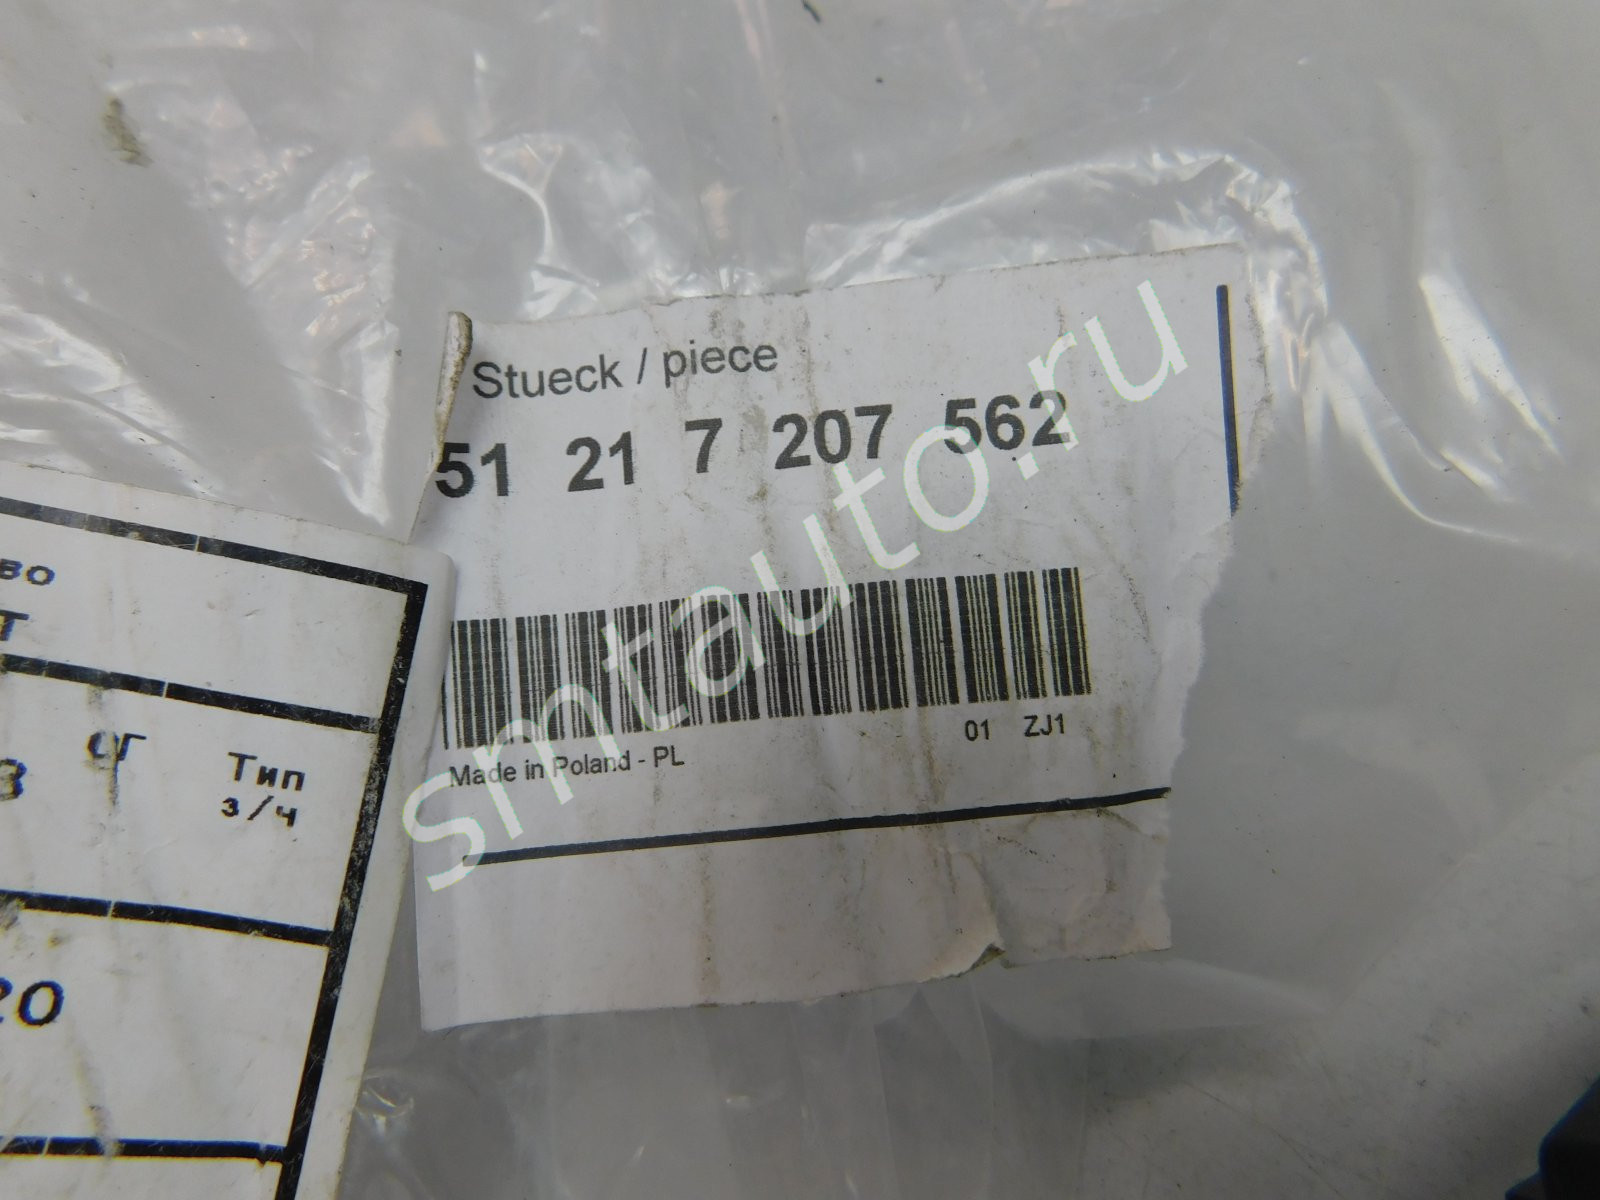 Stueck / piece
51 21 7 207 562
01 ZJ1
Made in Poland - PL
smtauto.ru
Тип
з/ч